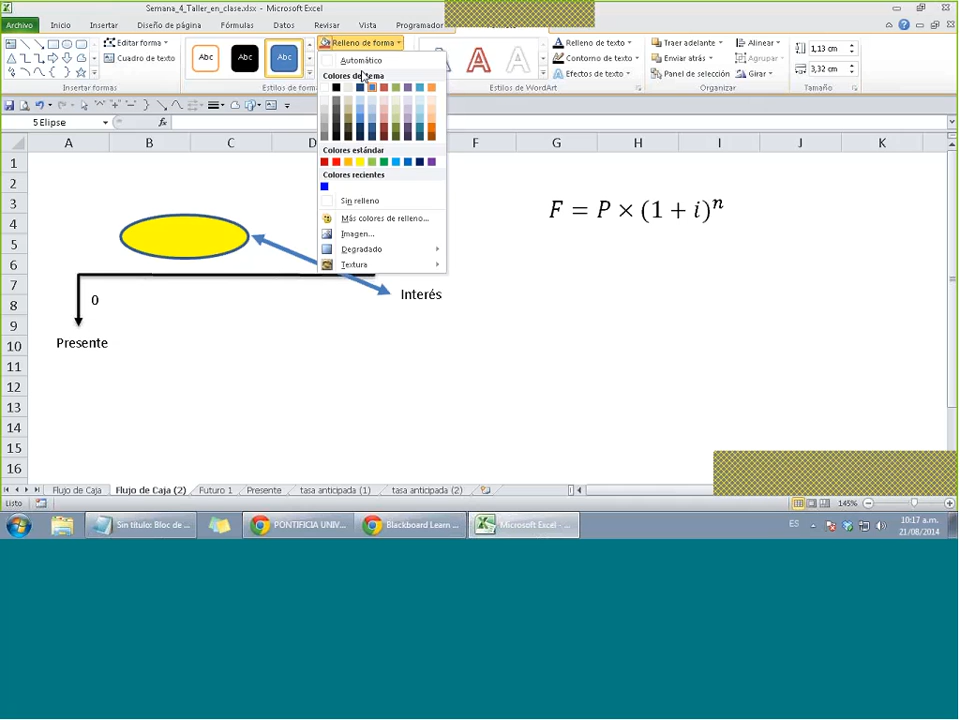 Semana_4_Taller_en_clase.xlsx - Microsoft Excel
Archivo Inicio Insertar Diseño de página Fórmulas Datos Revisar Vista Programador
Editar forma
Cuadro de texto
Insertar formas
Abc Abc Abc
Estilos de forma
Relleno de forma
Automático
Colores de tema
Colores estándar
Colores recientes
Sin relleno
Más colores de relleno...
Imagen...
Degradado
Textura
A A A
Relleno de texto
Contorno de texto
Efectos de texto
Estilos de WordArt
Traer adelante
Enviar atrás
Panel de selección
Alinear
Agrupar
Girar
Organizar
1,13 cm
3,32 cm
Tamaño
5 Elipse
fx
A B C D F G H I J K
1
2
3
4
5
6
7
8
9
10
11
12
13
14
15
16
F = P × (1 + i)^n
0
Interés
Presente
Flujo de Caja Flujo de Caja (2) Futuro 1 Presente tasa anticipada (1) tasa anticipada (2)
Listo
145%
Sin título: Bloc de ...
PONTIFICIA UNIV...
Blackboard Learn ...
Microsoft Excel - ...
ES
10:17 a.m.
21/08/2014